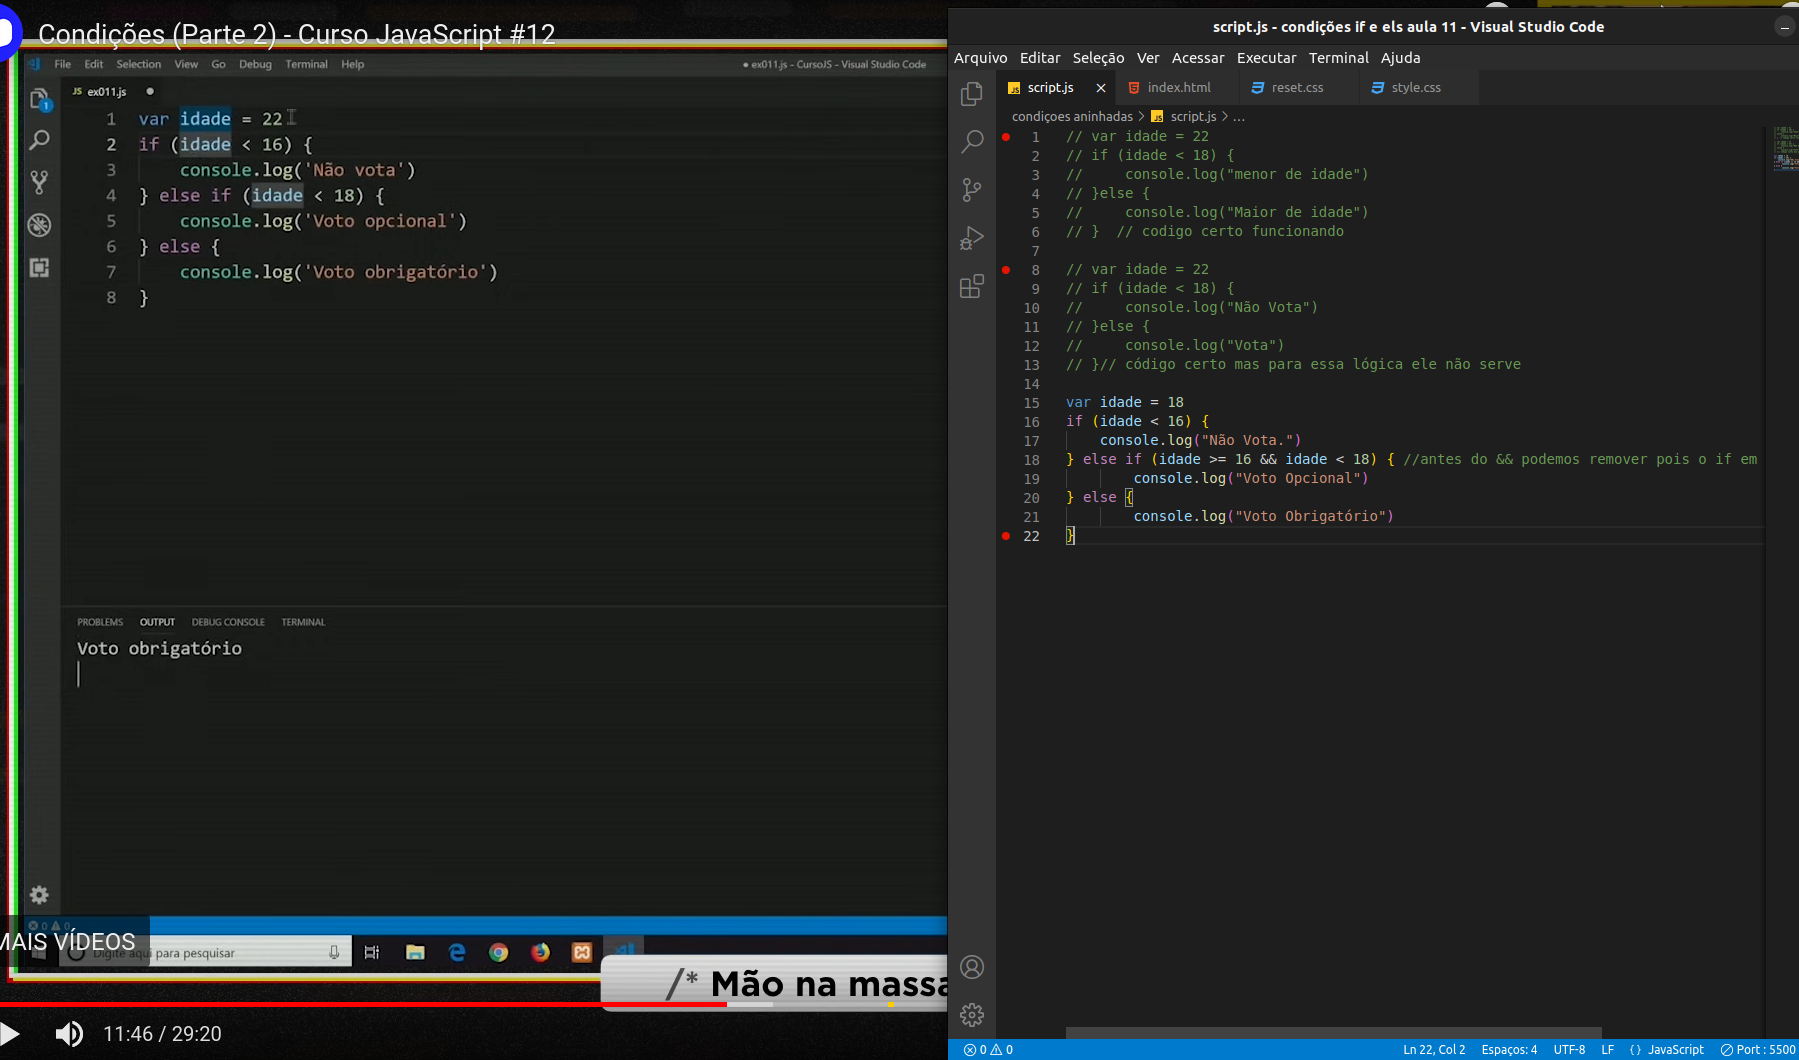 Condições (Parte 2) - Curso JavaScript #12
File Edit Selection View Go Debug Terminal Help
● ex011.js - CursoJS - Visual Studio Code
JS ex011.js ●
1
1 var idade = 22
2 if (idade < 16) {
3 console.log('Não vota')
4 } else if (idade < 18) {
5 console.log('Voto opcional')
6 } else {
7 console.log('Voto obrigatório')
8 }
PROBLEMS OUTPUT DEBUG CONSOLE TERMINAL
Voto obrigatório
0 0
MAIS VÍDEOS
Digite aqui para pesquisar
/* Mão na massa
11:46 / 29:20
script.js - condições if e els aula 11 - Visual Studio Code
Arquivo Editar Seleção Ver Acessar Executar Terminal Ajuda
JS script.js × index.html reset.css style.css
condiçoes aninhadas > JS script.js > ...
1 // var idade = 22
2 // if (idade < 18) {
3 // console.log("menor de idade")
4 // }else {
5 // console.log("Maior de idade")
6 // } // codigo certo funcionando
7
8 // var idade = 22
9 // if (idade < 18) {
10 // console.log("Não Vota")
11 // }else {
12 // console.log("Vota")
13 // }// código certo mas para essa lógica ele não serve
14
15 var idade = 18
16 if (idade < 16) {
17 console.log("Não Vota.")
18 } else if (idade >= 16 && idade < 18) { //antes do && podemos remover pois o if em
19 console.log("Voto Opcional")
20 } else {
21 console.log("Voto Obrigatório")
22 }
0 0 Ln 22, Col 2 Espaços: 4 UTF-8 LF {} JavaScript Port : 5500